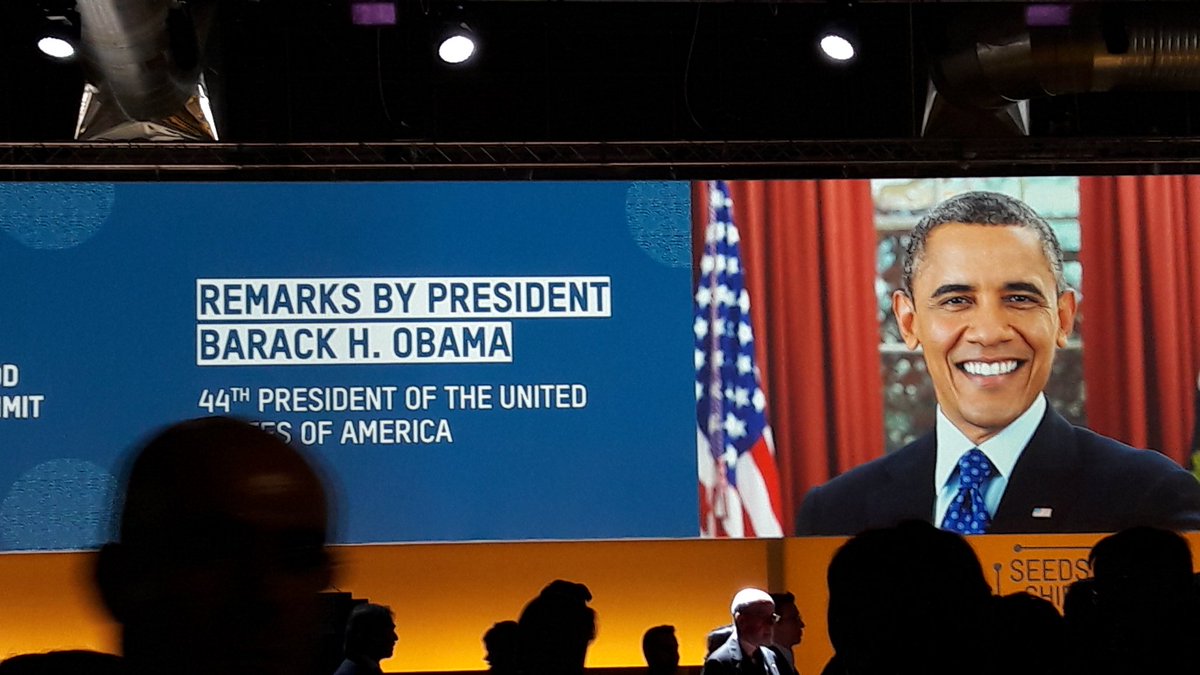 REMARKS BY PRESIDENT
BARACK H. OBAMA
44TH PRESIDENT OF THE UNITED
OF AMERICA
SEEDS